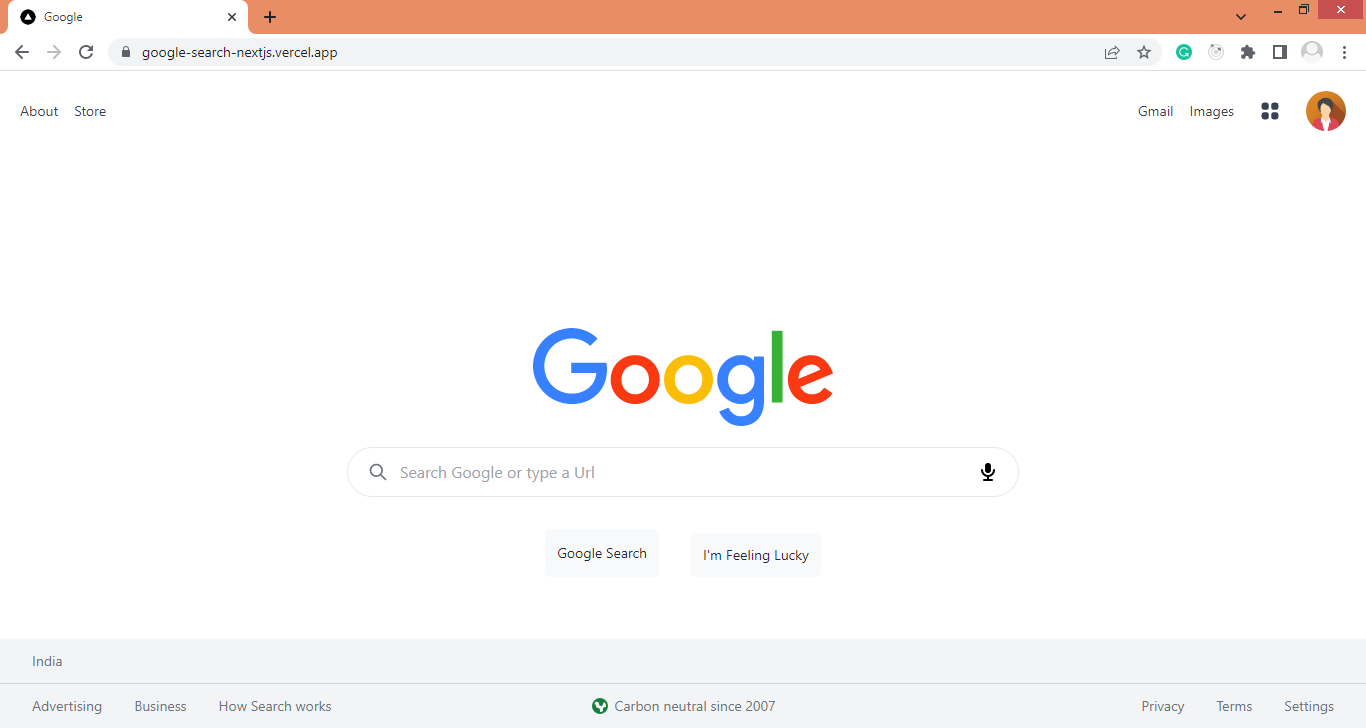 Google
google-search-nextjs.vercel.app
About Store Gmail Images
Google
Search Google or type a Url
Google Search I'm Feeling Lucky
India
Advertising Business How Search works Carbon neutral since 2007 Privacy Terms Settings